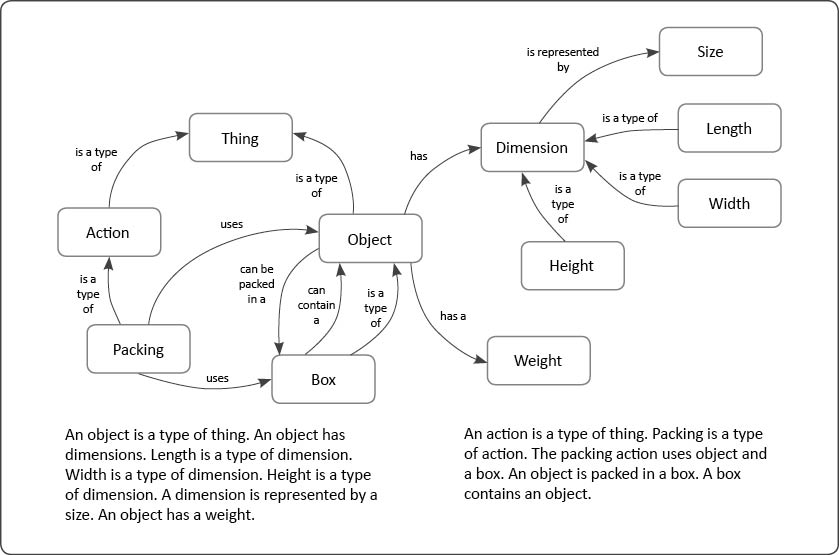 is represented
by
Size
Thing
is a type
of
has
Dimension
is a type of
Length
is a type
of
is a type
of
Width
Action
uses
Object
is a
type
of
Height
is a
type
of
can be
packed
in a
can
contain
a
is a
type
of
has a
Packing
uses
Box
Weight
An object is a type of thing. An object has
dimensions. Length is a type of dimension.
Width is a type of dimension. Height is a type
of dimension. A dimension is represented by a
size. An object has a weight.
An action is a type of thing. Packing is a type
of action. The packing action uses object and
a box. An object is packed in a box. A box
contains an object.